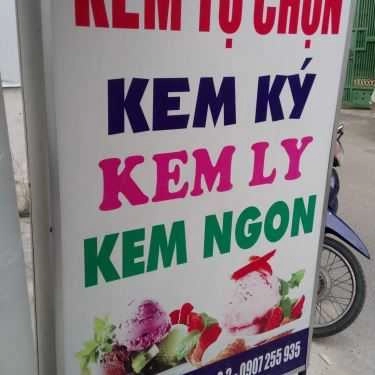 KEM TỰ CHỌN
KEM KÝ
KEM LY
KEM NGON
0907 255 935